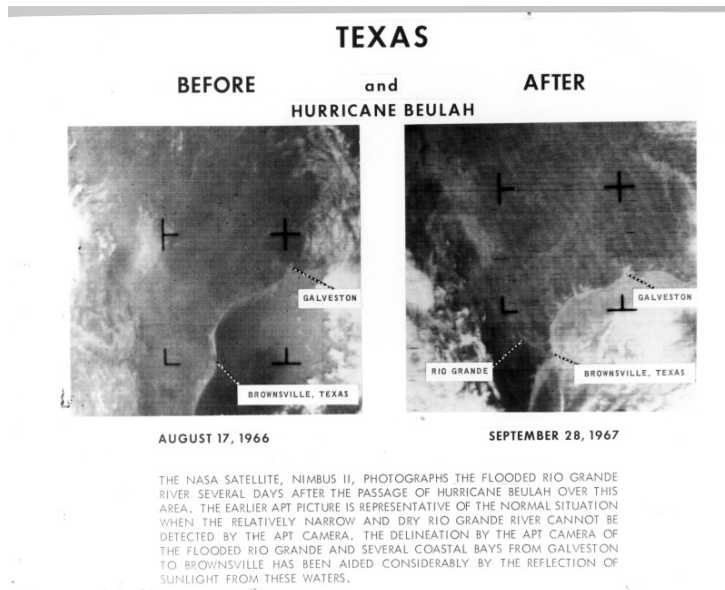 TEXAS
BEFORE and AFTER
HURRICANE BEULAH
GALVESTON
BROWNSVILLE, TEXAS
GALVESTON
RIO GRANDE
BROWNSVILLE, TEXAS
AUGUST 17, 1966
SEPTEMBER 28, 1967
THE NASA SATELLITE, NIMBUS II, PHOTOGRAPHS THE FLOODED RIO GRANDE
RIVER SEVERAL DAYS AFTER THE PASSAGE OF HURRICANE BEULAH OVER THIS
AREA. THE EARLIER APT PICTURE IS REPRESENTATIVE OF THE NORMAL SITUATION
WHEN THE RELATIVELY NARROW AND DRY RIO GRANDE RIVER CANNOT BE
DETECTED BY THE APT CAMERA. THE DELINEATION BY THE APT CAMERA OF
THE FLOODED RIO GRANDE AND SEVERAL COASTAL BAYS FROM GALVESTON
TO BROWNSVILLE HAS BEEN AIDED CONSIDERABLY BY THE REFLECTION OF
SUNLIGHT FROM THESE WATERS.